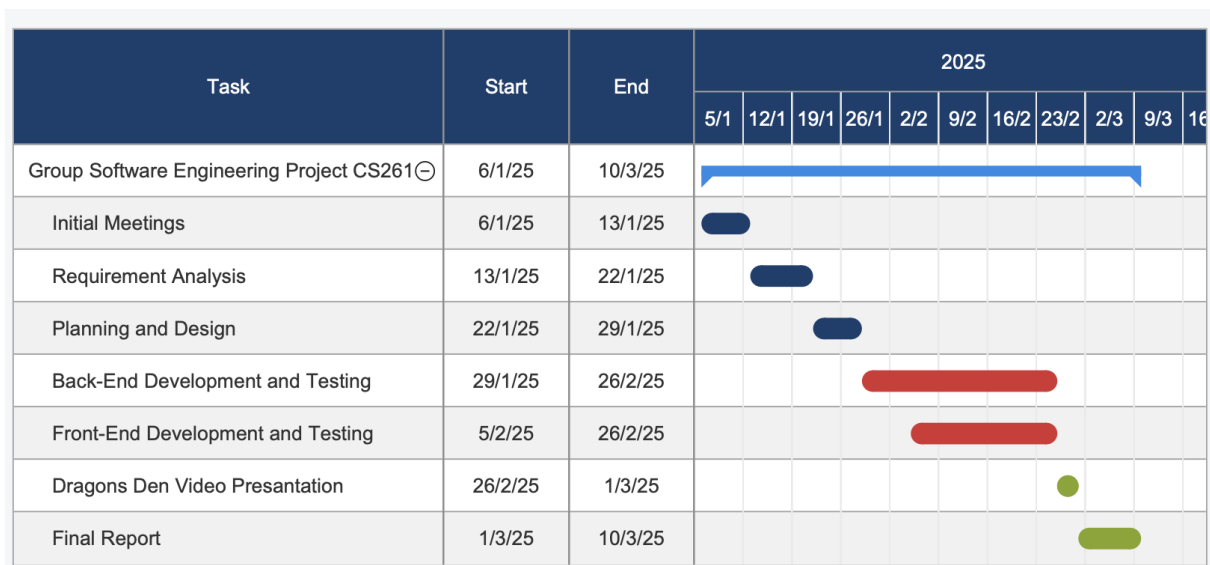 Task Start End 2025
5/1 12/1 19/1 26/1 2/2 9/2 16/2 23/2 2/3 9/3 16
Group Software Engineering Project CS261 6/1/25 10/3/25
Initial Meetings 6/1/25 13/1/25
Requirement Analysis 13/1/25 22/1/25
Planning and Design 22/1/25 29/1/25
Back-End Development and Testing 29/1/25 26/2/25
Front-End Development and Testing 5/2/25 26/2/25
Dragons Den Video Presantation 26/2/25 1/3/25
Final Report 1/3/25 10/3/25